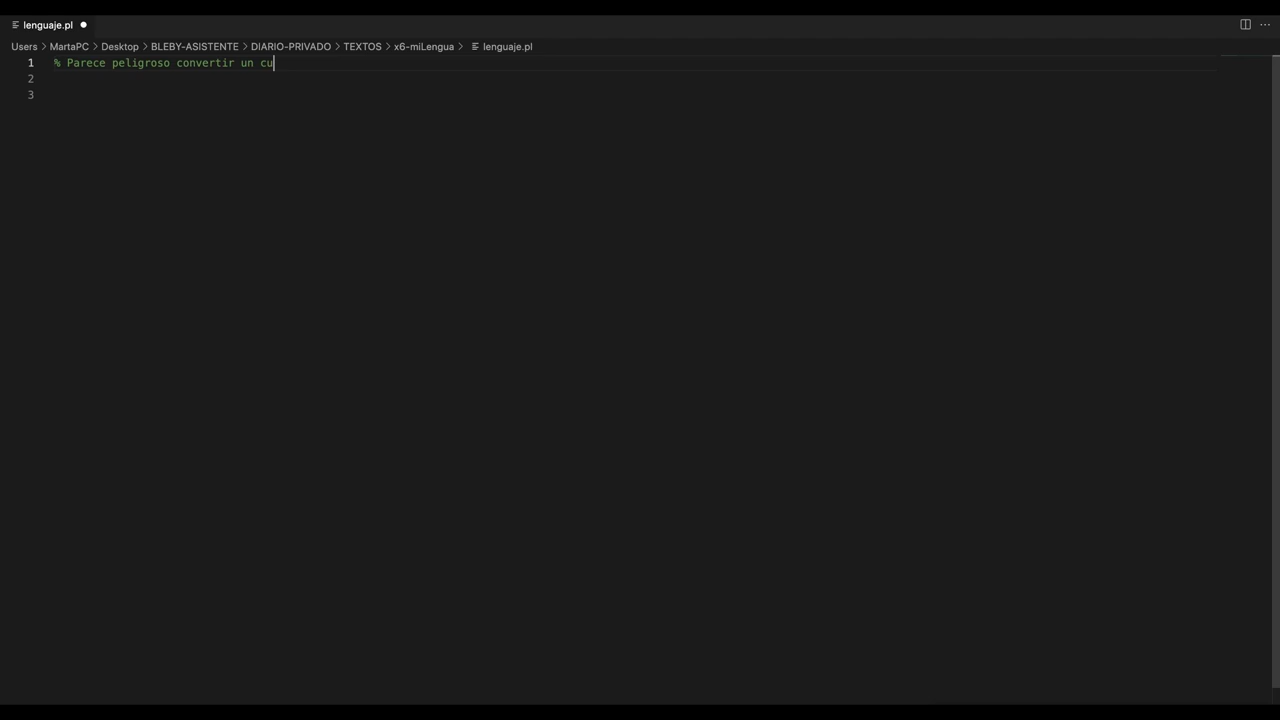 lenguaje.pl
Users > MartaPC > Desktop > BLEBY-ASISTENTE > DIARIO-PRIVADO > TEXTOS > x6-miLengua > lenguaje.pl
1 % Parece peligroso convertir un cu
2
3